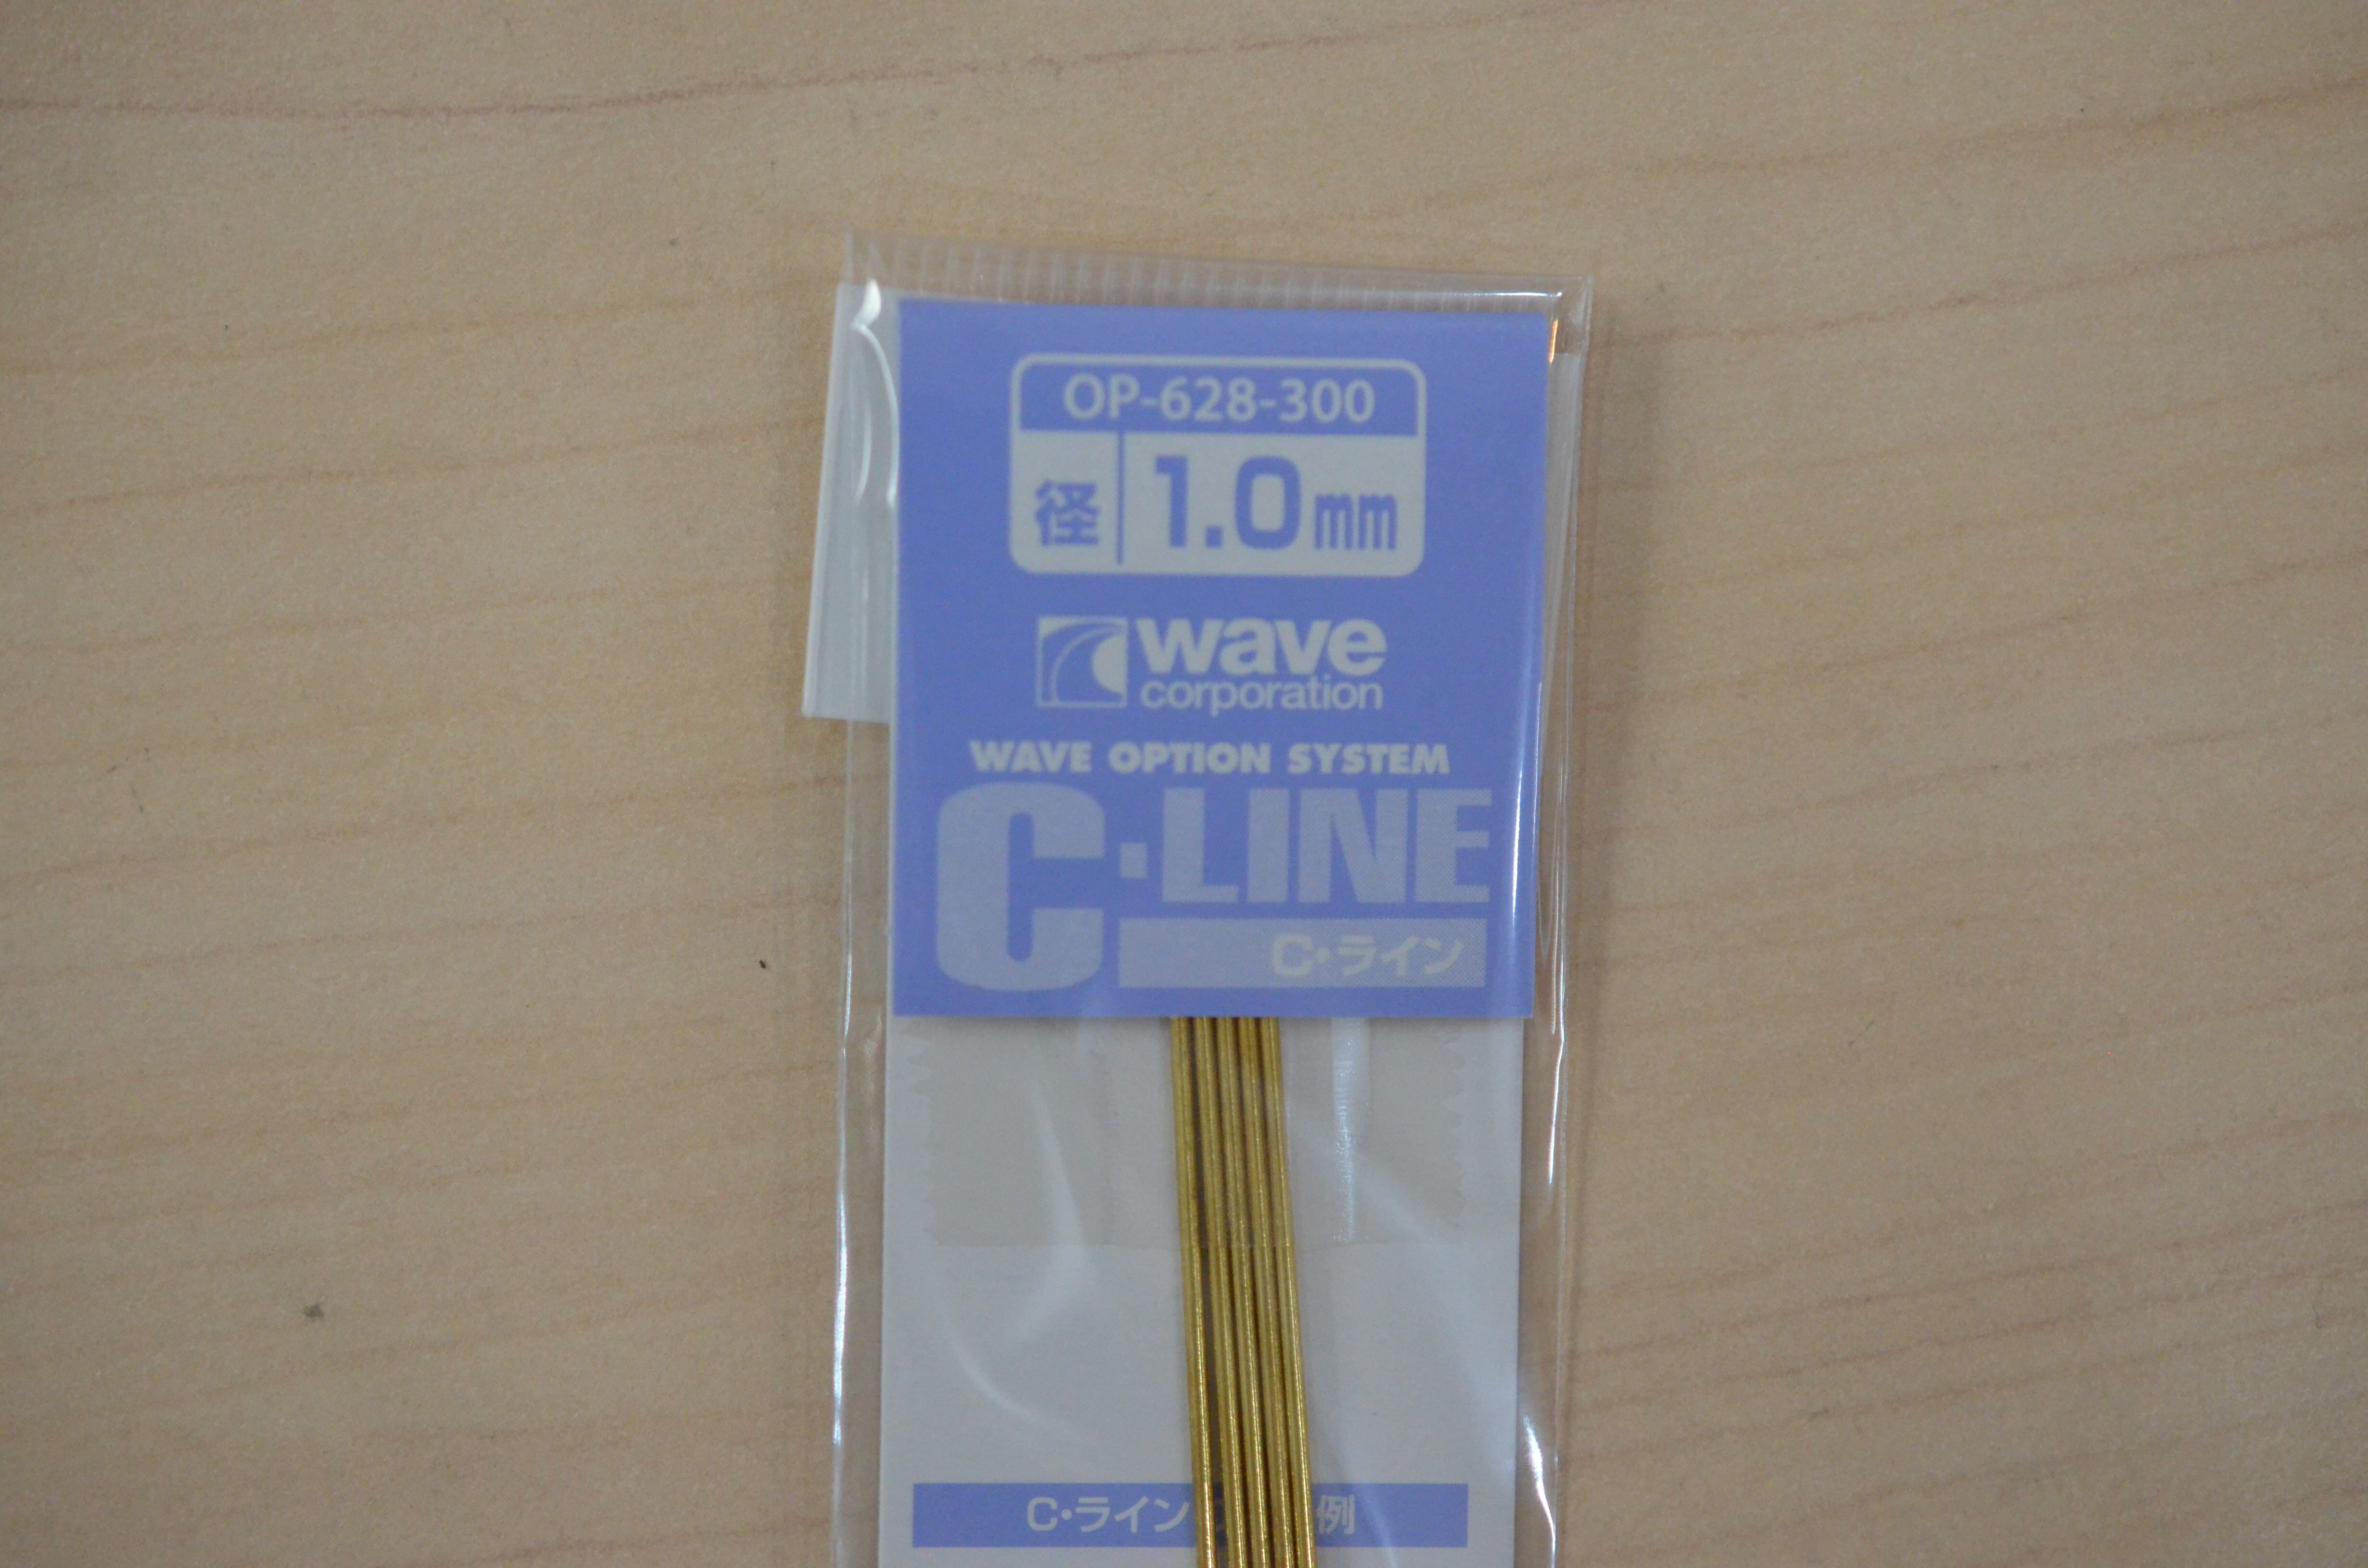 OP-628-300
径 1.0mm
wave
corporation
WAVE OPTION SYSTEM
C・LINE
C・ライン
C・ライン 例